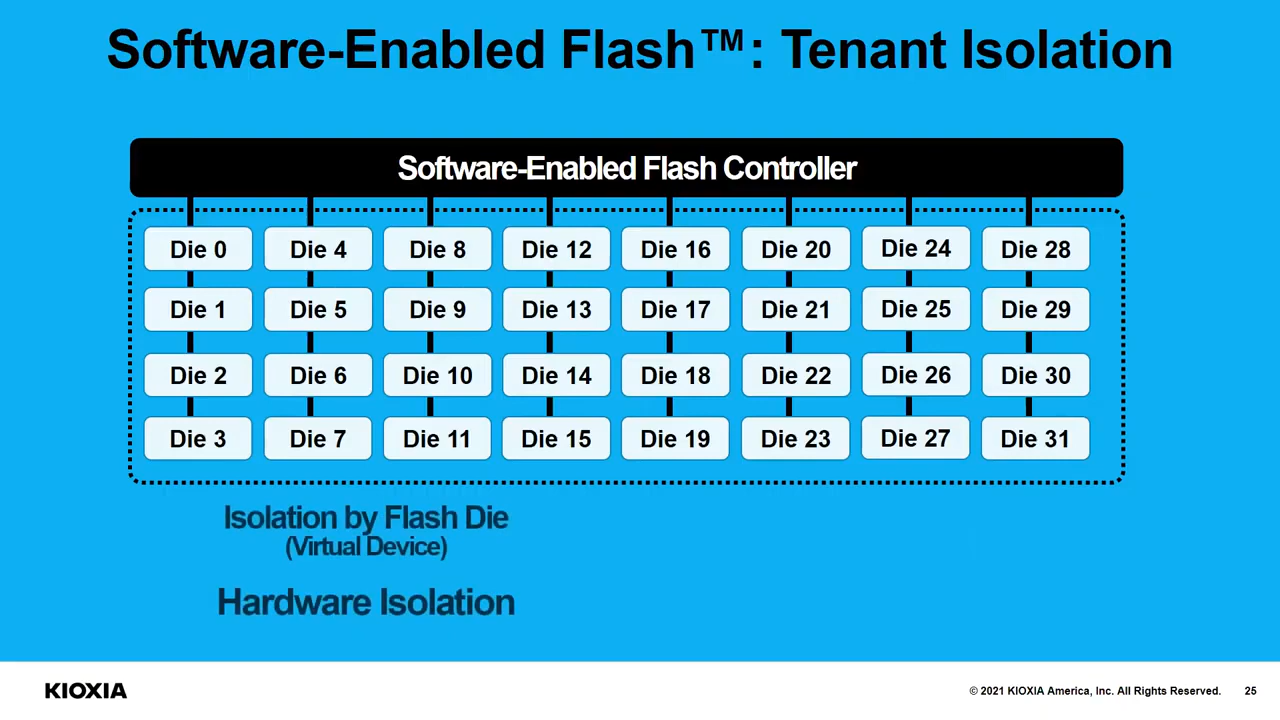 Software-Enabled Flash™: Tenant Isolation
Software-Enabled Flash Controller
Die 0 Die 4 Die 8 Die 12 Die 16 Die 20 Die 24 Die 28
Die 1 Die 5 Die 9 Die 13 Die 17 Die 21 Die 25 Die 29
Die 2 Die 6 Die 10 Die 14 Die 18 Die 22 Die 26 Die 30
Die 3 Die 7 Die 11 Die 15 Die 19 Die 23 Die 27 Die 31
Isolation by Flash Die
(Virtual Device)
Hardware Isolation
KIOXIA
© 2021 KIOXIA America, Inc. All Rights Reserved. 25